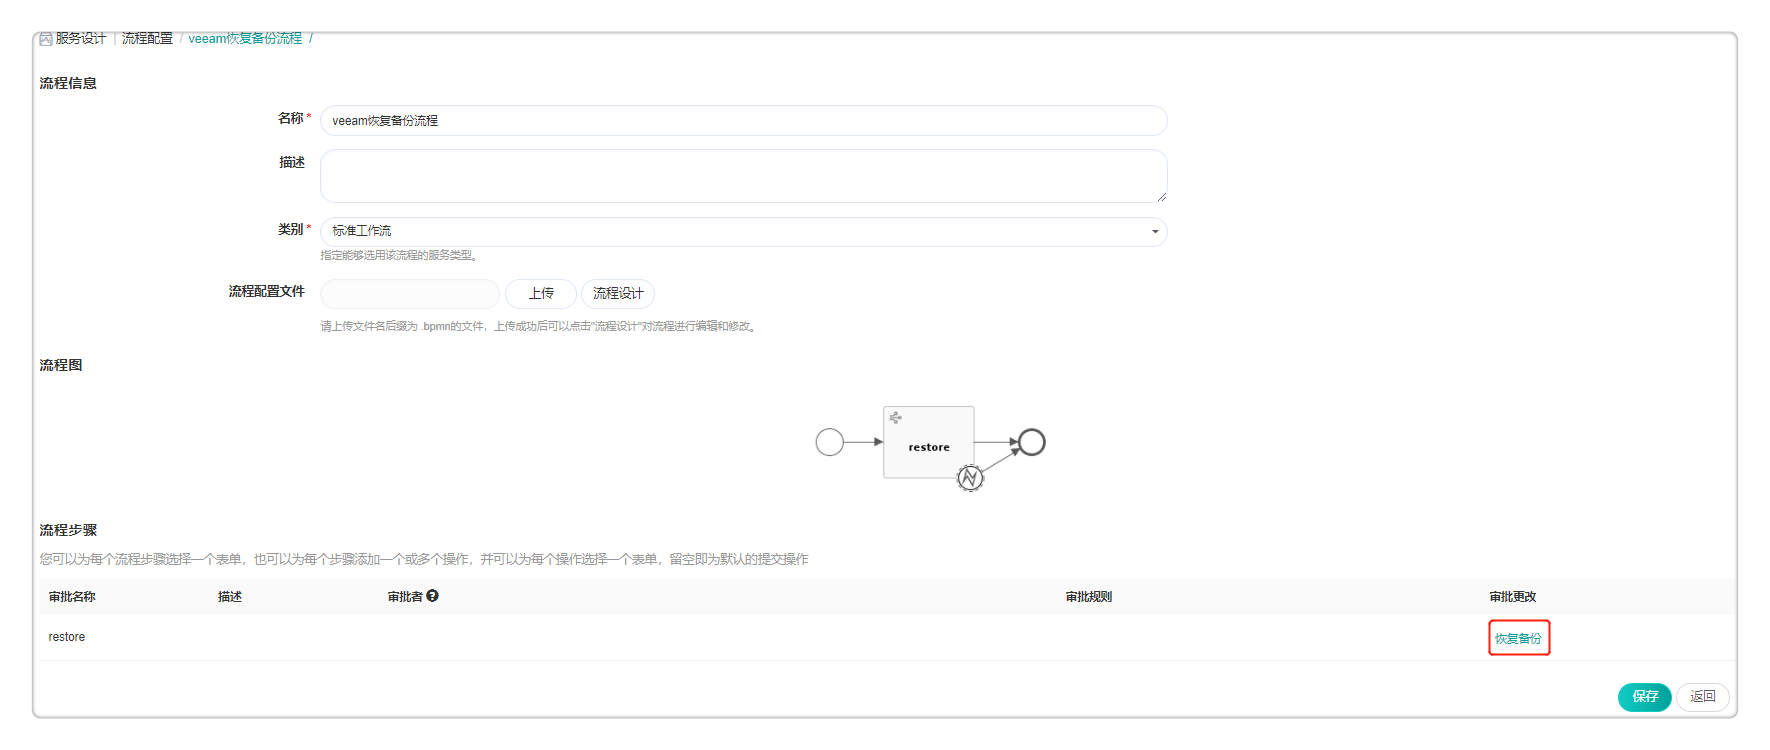 服务设计 | 流程配置 / veeam恢复备份流程 /
流程信息
名称 * veeam恢复备份流程
描述
类别 * 标准工作流
指定能够选用该流程的服务类型。
流程配置文件 上传 流程设计
请上传文件名后缀为 .bpmn的文件，上传成功后可以点击"流程设计"对流程进行编辑和修改。
流程图
restore
流程步骤
您可以为每个流程步骤选择一个表单，也可以为每个步骤添加一个或多个操作，并可以为每个操作选择一个表单，留空即为默认的提交操作
审批名称 描述 审批者 ? 审批规则 审批更改
restore 恢复备份
保存 返回